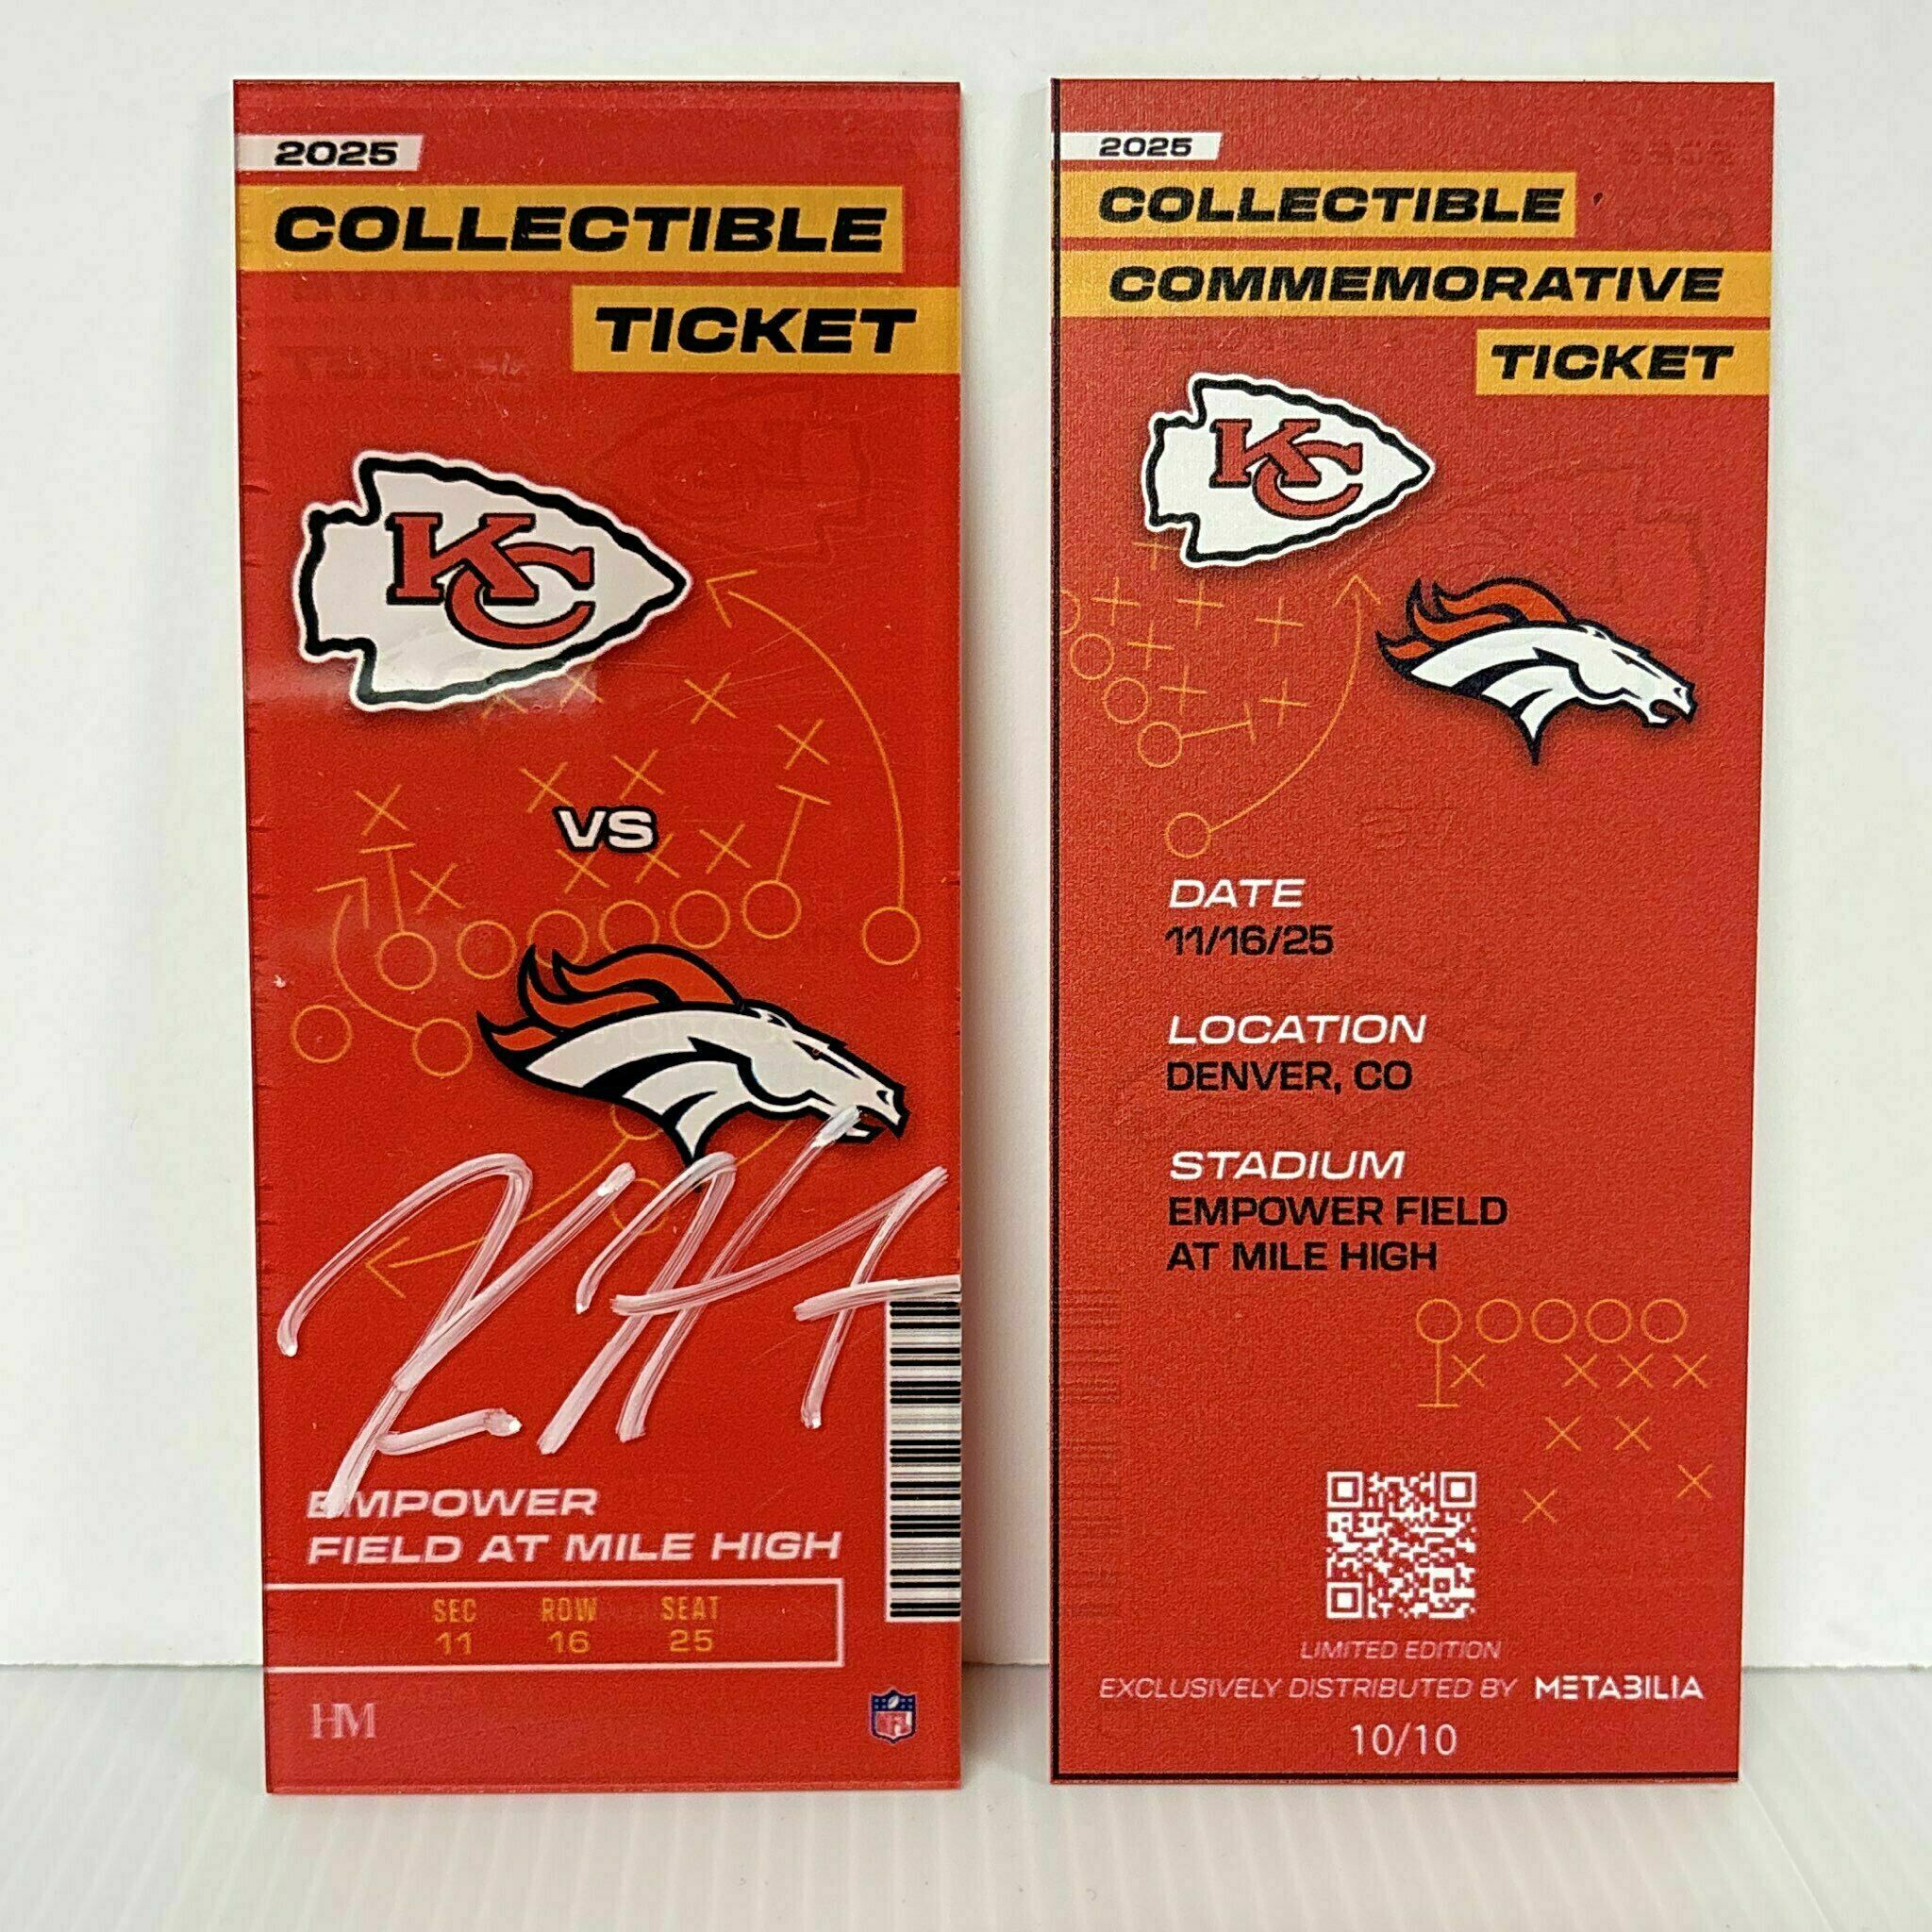 2025
COLLECTIBLE
TICKET
KC
VS
EMPOWER
FIELD AT MILE HIGH
SEC ROW SEAT
11 16 25
HM
NFL
2025
COLLECTIBLE
COMMEMORATIVE
TICKET
KC
DATE
11/16/25
LOCATION
DENVER, CO
STADIUM
EMPOWER FIELD
AT MILE HIGH
LIMITED EDITION
EXCLUSIVELY DISTRIBUTED BY METABILIA
10/10